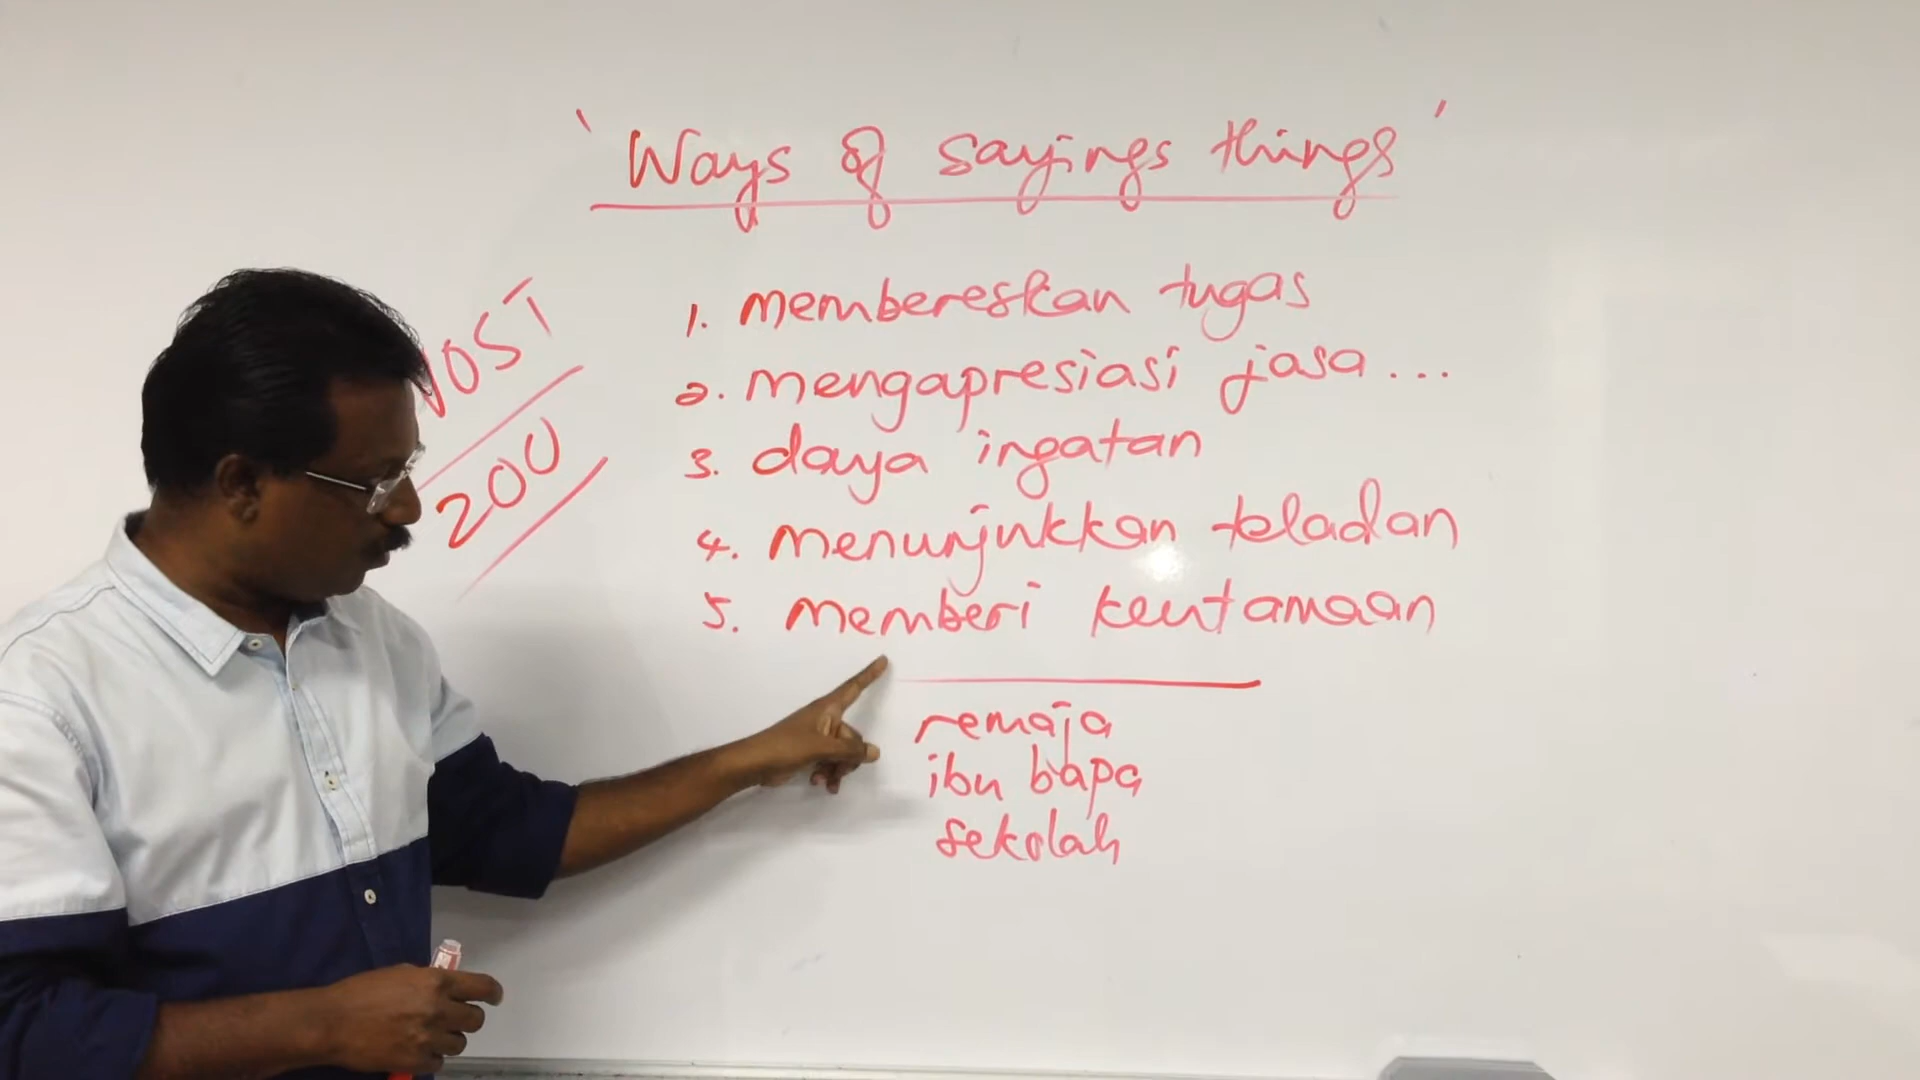 'Ways of sayings things'
1. membereskan tugas
2. mengapresiasi jasa...
3. daya ingatan
4. menunjukkan teladan
5. memberi keutamaan
remaja
ibu bapa
sekolah
200